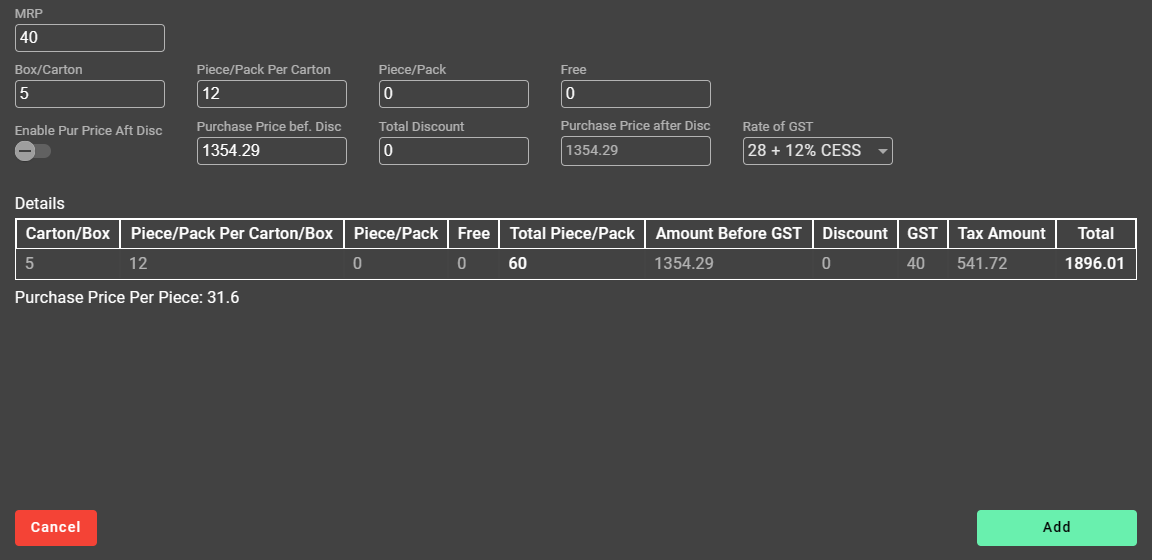 MRP
40
Box/Carton Piece/Pack Per Carton Piece/Pack Free
5 12 0 0
Enable Pur Price Aft Disc Purchase Price bef. Disc Total Discount Purchase Price after Disc Rate of GST
1354.29 0 1354.29 28 + 12% CESS
Details
Carton/Box Piece/Pack Per Carton/Box Piece/Pack Free Total Piece/Pack Amount Before GST Discount GST Tax Amount Total
5 12 0 0 60 1354.29 0 40 541.72 1896.01
Purchase Price Per Piece: 31.6
Cancel Add